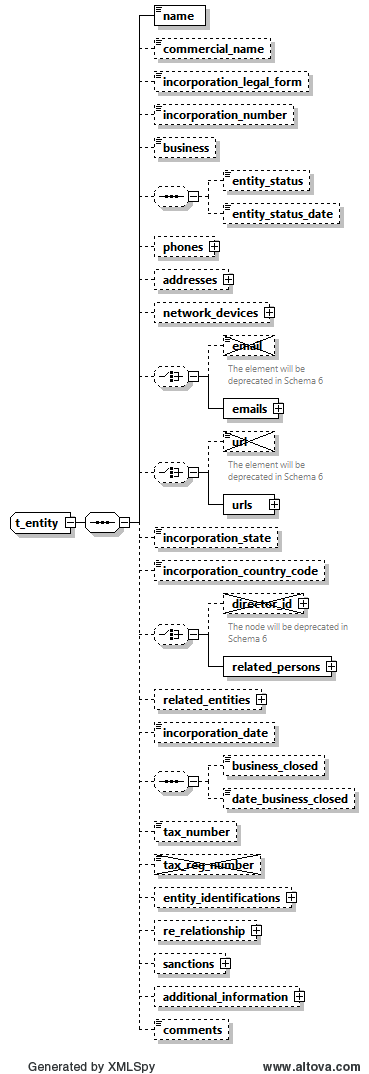 name
commercial_name
incorporation_legal_form
incorporation_number
business
entity_status
entity_status_date
phones
addresses
network_devices
email
The element will be
deprecated in Schema 6
emails
url
The element will be
deprecated in Schema 6
urls
t_entity
incorporation_state
incorporation_country_code
director_id
The node will be deprecated in
Schema 6
related_persons
related_entities
incorporation_date
business_closed
date_business_closed
tax_number
tax_reg_number
entity_identifications
re_relationship
sanctions
additional_information
comments
Generated by XMLSpy
www.altova.com